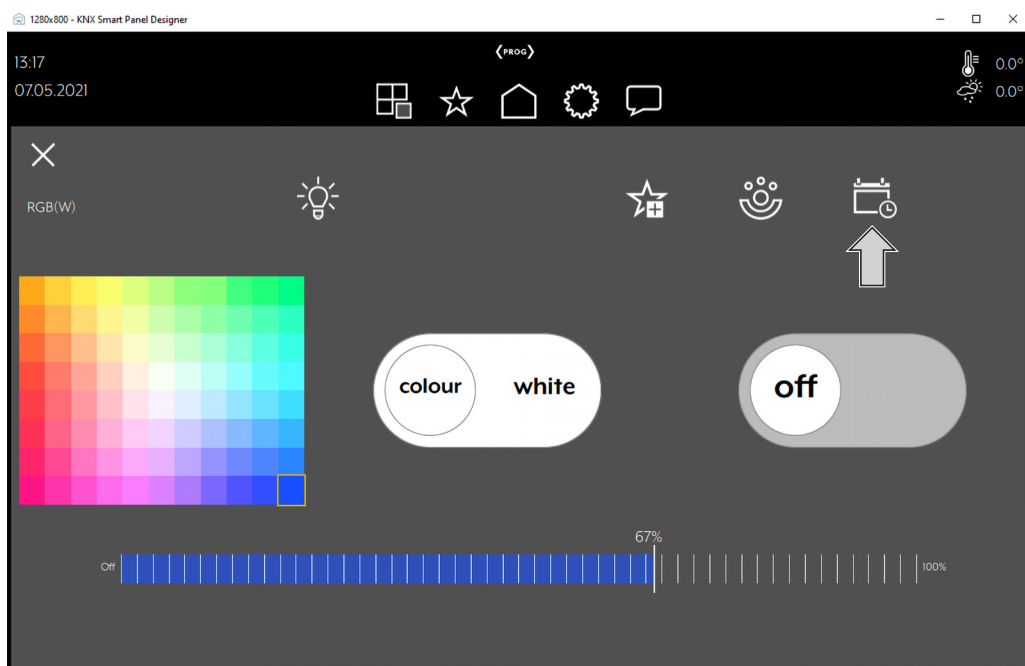 1280x800 - KNX Smart Panel Designer
13:17
07.05.2021
PROG
0.0°
0.0°
RGB(W)
colour
white
off
67%
Off
100%